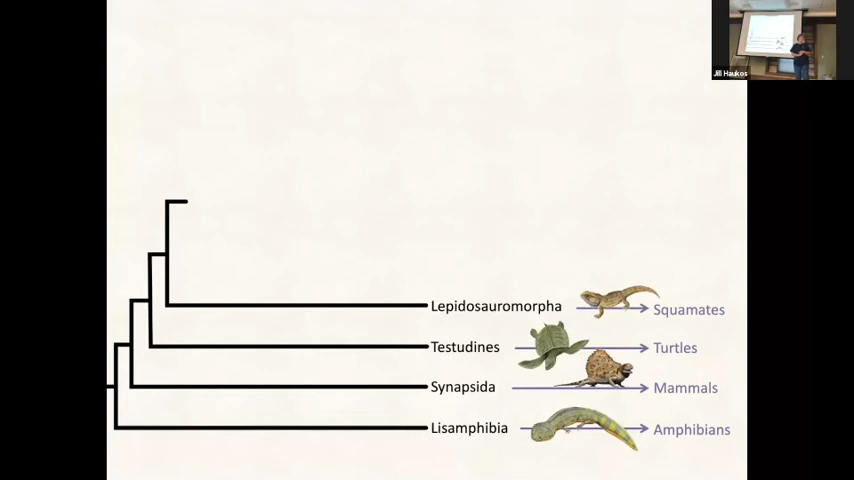 Jill Haukos
Lepidosauromorpha Squamates
Testudines Turtles
Synapsida Mammals
Lisamphibia Amphibians